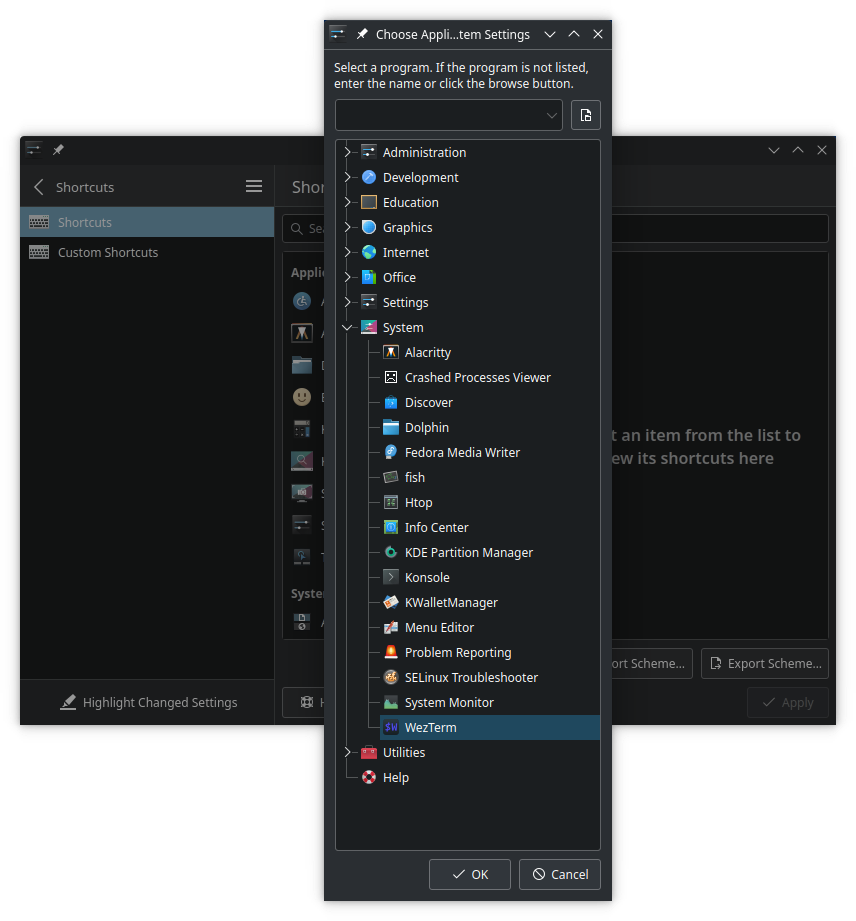 Choose Appli...tem Settings
Select a program. If the program is not listed,
enter the name or click the browse button.
Administration
Development
Education
Graphics
Internet
Office
Settings
System
Alacritty
Crashed Processes Viewer
Discover
Dolphin
Fedora Media Writer
fish
Htop
Info Center
KDE Partition Manager
Konsole
KWalletManager
Menu Editor
Problem Reporting
SELinux Troubleshooter
System Monitor
$W WezTerm
Utilities
Help
OK
Cancel
Shortcuts
Shor
Shortcuts
Custom Shortcuts
Sea
Appli
Syste
t an item from the list to
ew its shortcuts here
ort Scheme...
Export Scheme...
Highlight Changed Settings
Apply